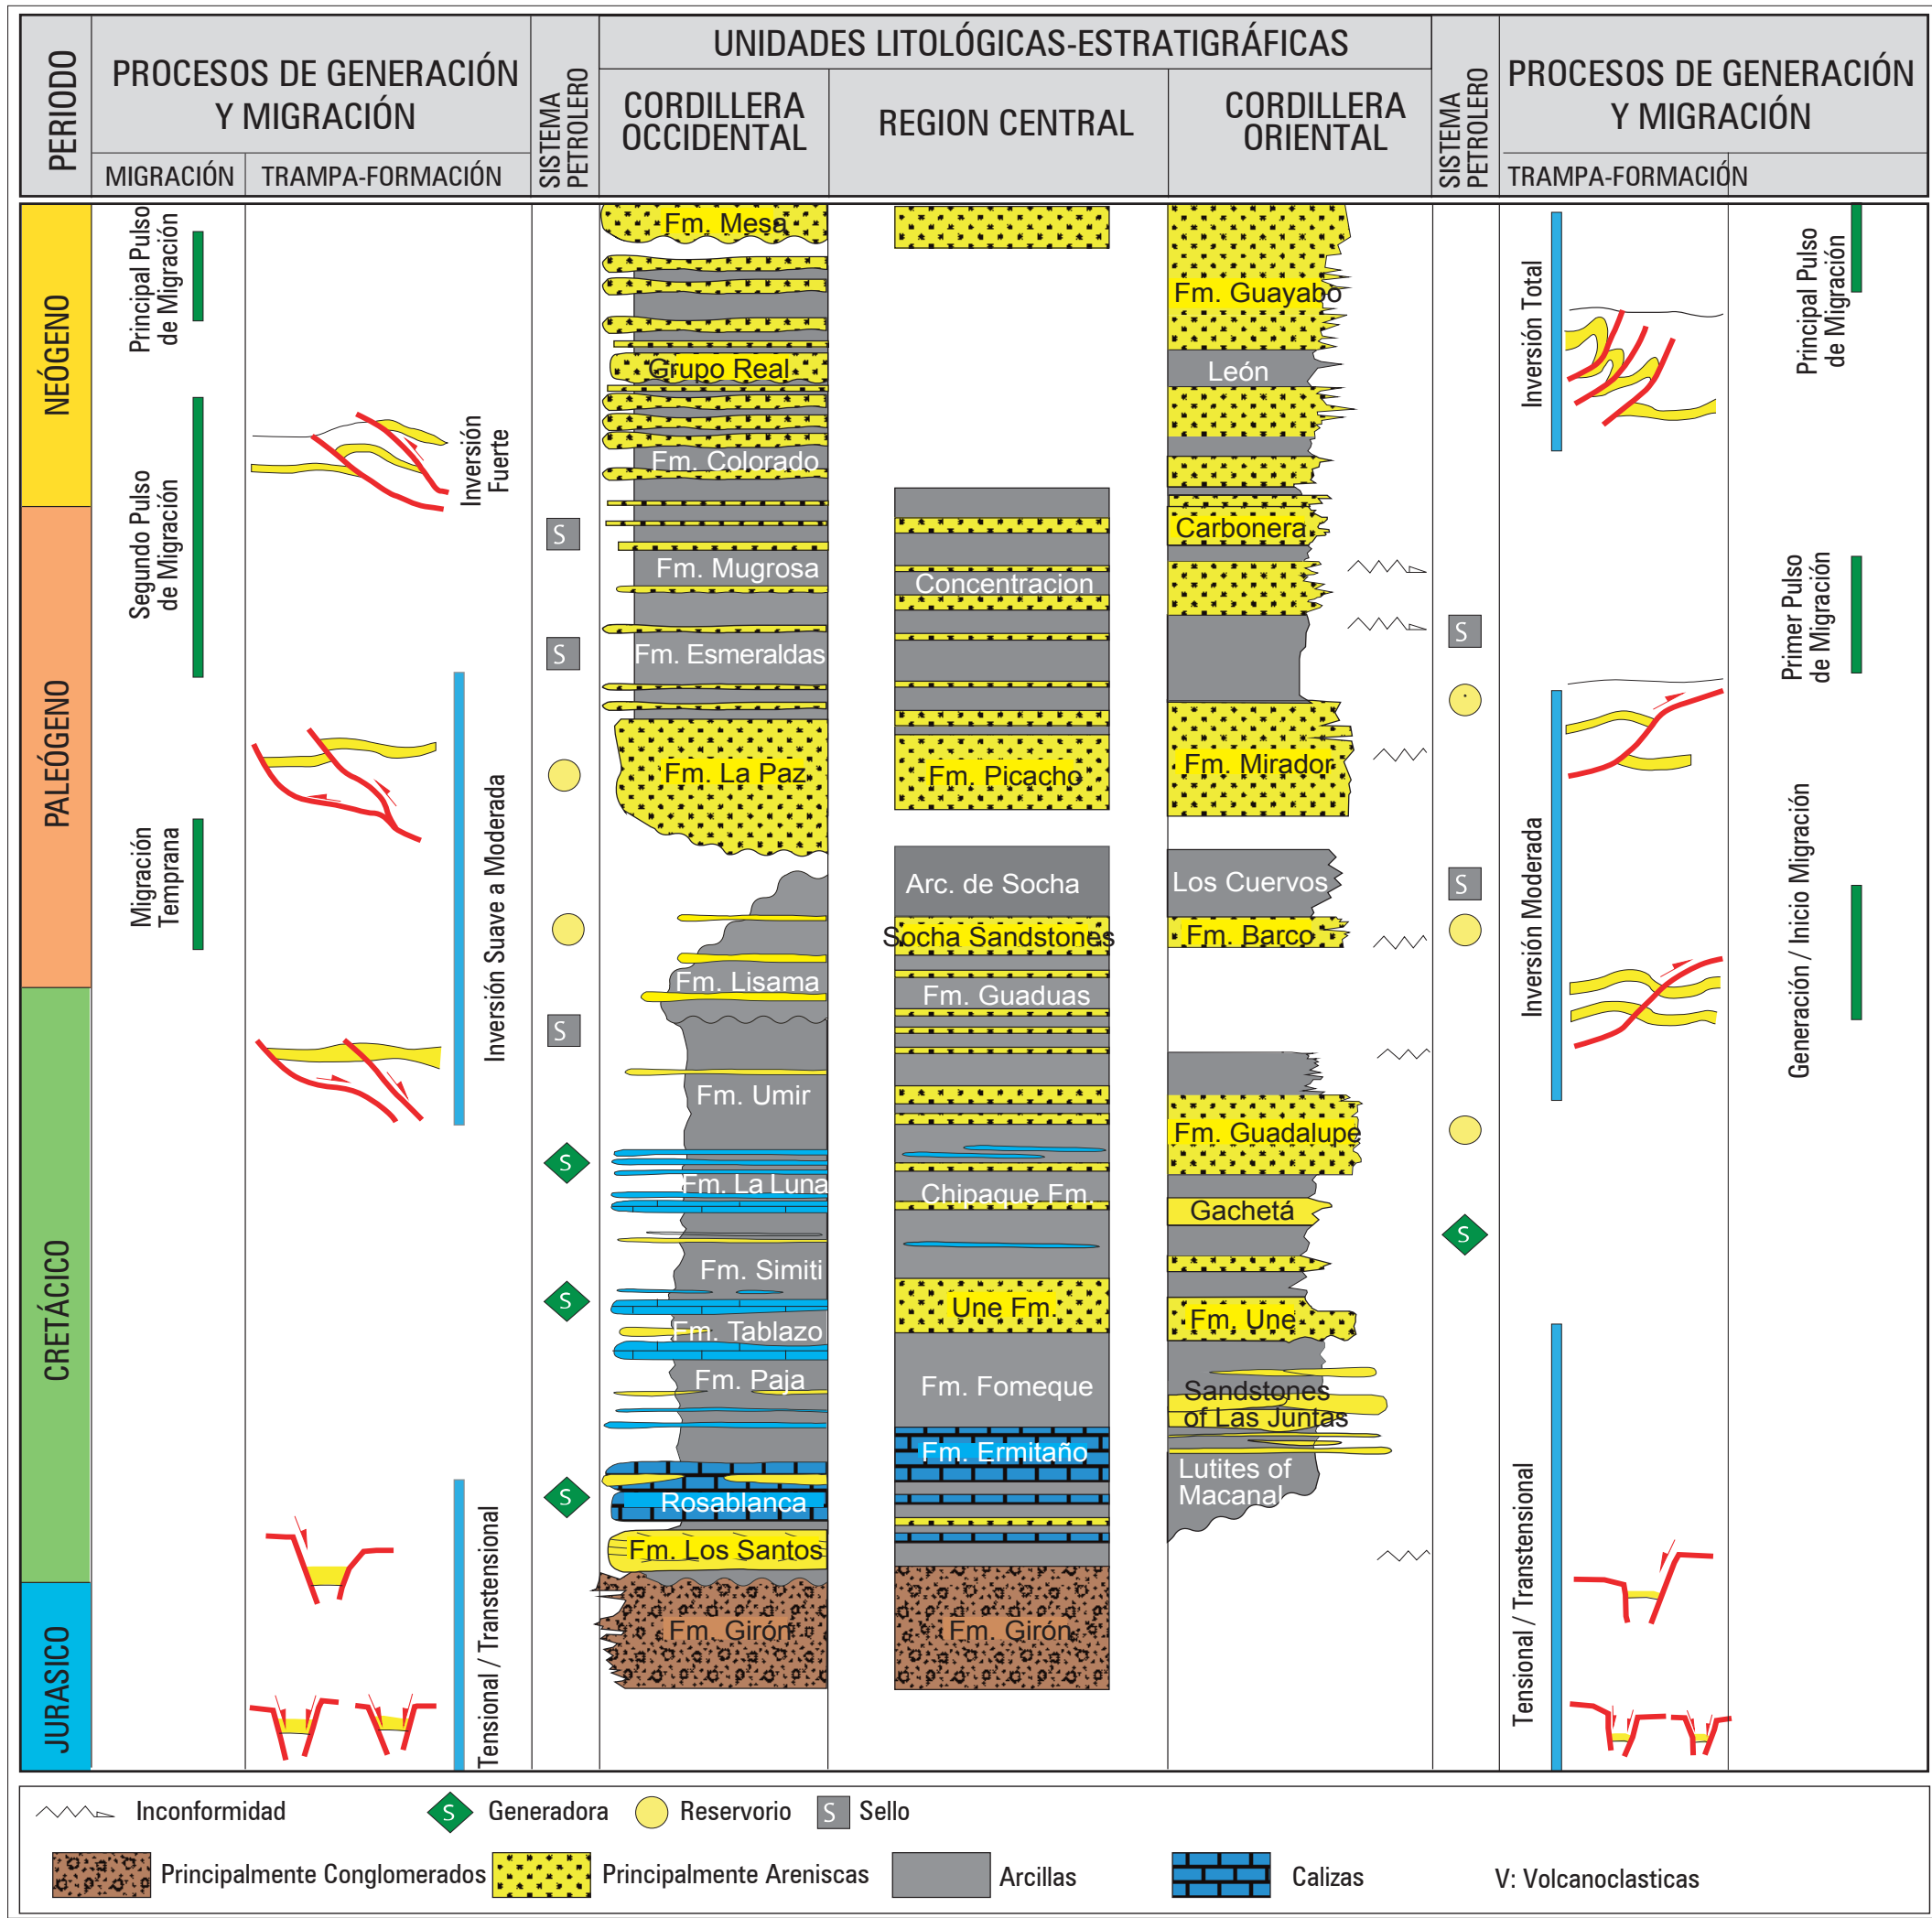 PERIODO
PROCESOS DE GENERACIÓN
Y MIGRACIÓN
MIGRACIÓN
TRAMPA-FORMACIÓN
SISTEMA
PETROLERO
UNIDADES LITOLÓGICAS-ESTRATIGRÁFICAS
CORDILLERA
OCCIDENTAL
REGION CENTRAL
CORDILLERA
ORIENTAL
SISTEMA
PETROLERO
PROCESOS DE GENERACIÓN
Y MIGRACIÓN
TRAMPA-FORMACIÓN
NEÓGENO
PALEÓGENO
CRETÁCICO
JURASICO
Principal Pulso
de Migración
Segundo Pulso
de Migración
Migración
Temprana
Inversión
Fuerte
Inversión Suave a Moderada
Tensional / Transtensional
S
S
S
S
S
S
Fm. Mesa
Grupo Real
Fm. Colorado
Fm. Mugrosa
Fm. Esmeraldas
Fm. La Paz
Fm. Lisama
Fm. Umir
Fm. La Luna
Fm. Simiti
Fm. Tablazo
Fm. Paja
Rosablanca
Fm. Los Santos
Fm. Girón
Concentracion
Fm. Picacho
Arc. de Socha
Socha Sandstones
Fm. Guaduas
Chipaque Fm.
Une Fm.
Fm. Fomeque
Fm. Ermitaño
Fm. Girón
Fm. Guayabo
León
Carbonera
Fm. Mirador
Los Cuervos
Fm. Barco
Fm. Guadalupe
Gachetá
Fm. Une
Sandstones
of Las Juntas
Lutites of
Macanal
S
S
S
Inversión Total
Inversión Moderada
Tensional / Transtensional
Principal Pulso
de Migración
Primer Pulso
de Migración
Generación / Inicio Migración
Inconformidad
S Generadora
Reservorio
S Sello
Principalmente Conglomerados
Principalmente Areniscas
Arcillas
Calizas
V: Volcanoclasticas